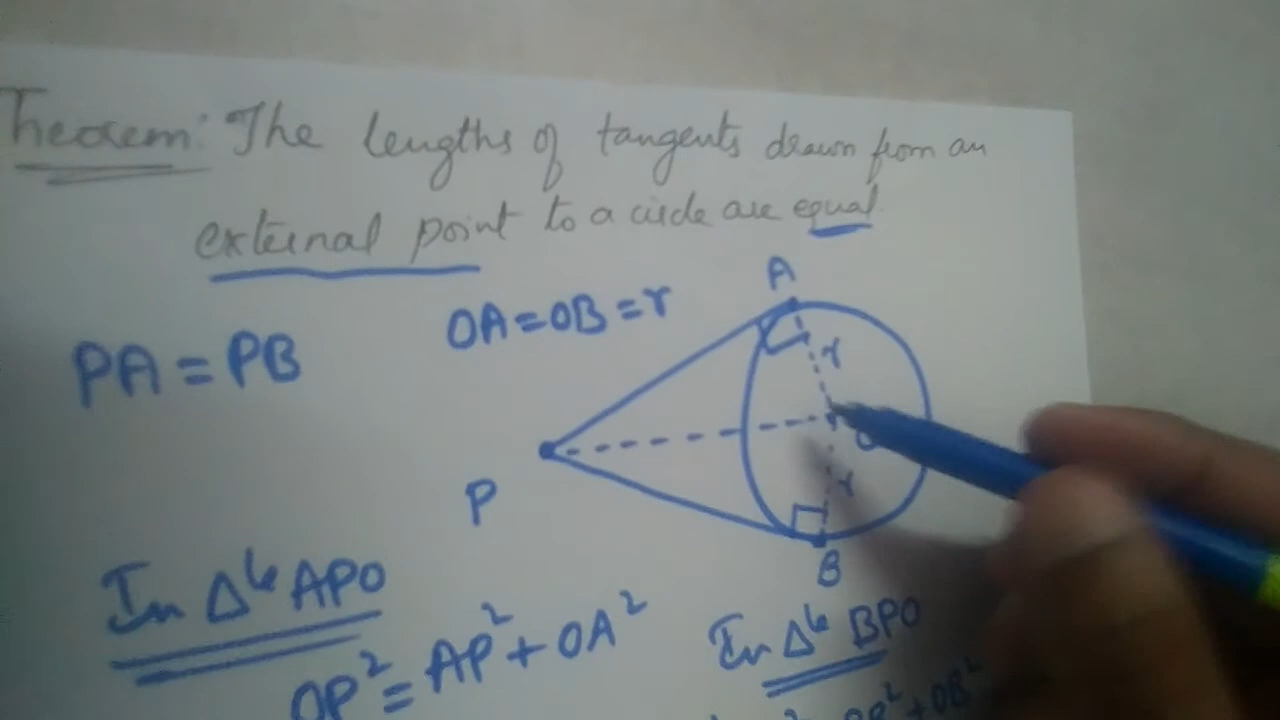 Theorem: The lengths of tangents drawn from an
external point to a circle are equal.
PA = PB
OA = OB = r
A
r
O
r
P
B
In Δle APO
OP² = AP² + OA²
In Δle BPO
+ OB²